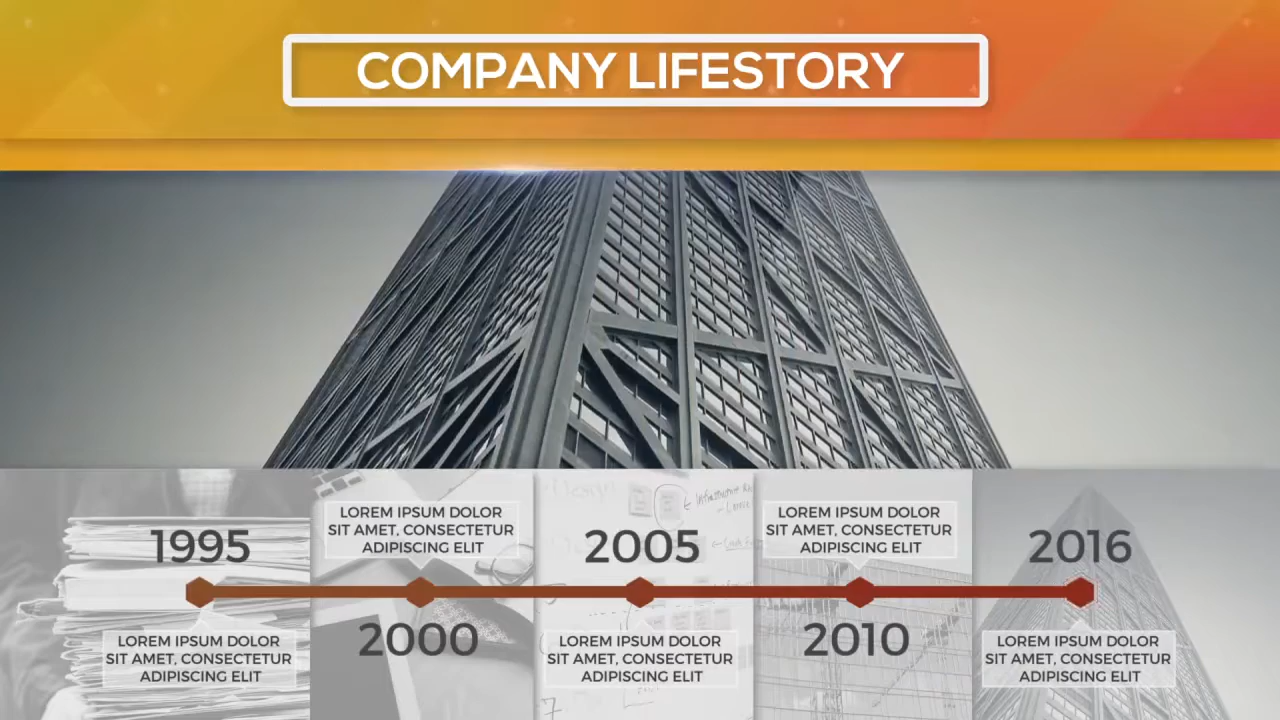 COMPANY LIFESTORY
1995
LOREM IPSUM DOLOR
SIT AMET, CONSECTETUR
ADIPISCING ELIT
LOREM IPSUM DOLOR
SIT AMET, CONSECTETUR
ADIPISCING ELIT
2000
2005
LOREM IPSUM DOLOR
SIT AMET, CONSECTETUR
ADIPISCING ELIT
LOREM IPSUM DOLOR
SIT AMET, CONSECTETUR
ADIPISCING ELIT
2010
2016
LOREM IPSUM DOLOR
SIT AMET, CONSECTETUR
ADIPISCING ELIT